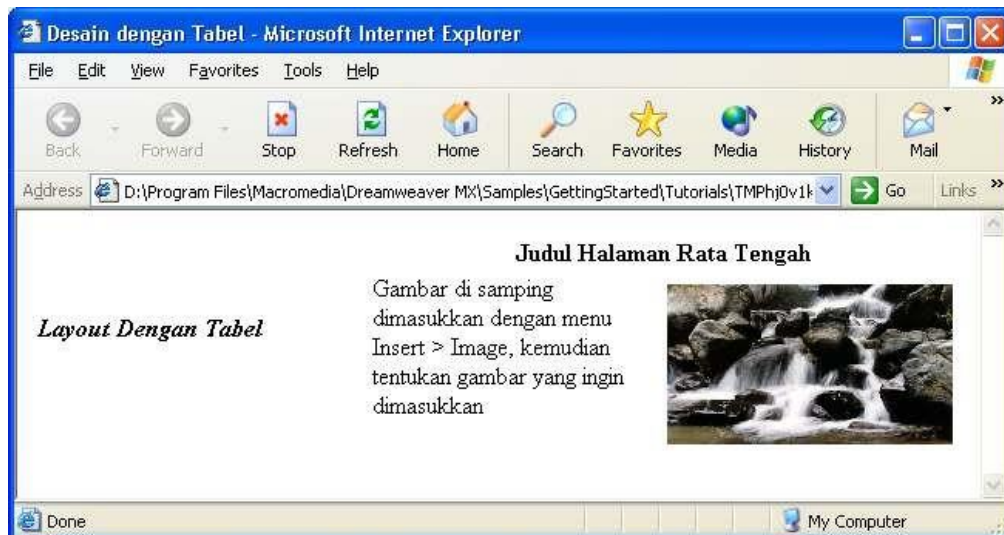 Desain dengan Tabel - Microsoft Internet Explorer
File Edit View Favorites Tools Help
»
Back Forward Stop Refresh Home Search Favorites Media History Mail
Address D:\Program Files\Macromedia\Dreamweaver MX\Samples\GettingStarted\Tutorials\TMPhj0v1k Go Links »
Judul Halaman Rata Tengah
Layout Dengan Tabel
Gambar di samping
dimasukkan dengan menu
Insert > Image, kemudian
tentukan gambar yang ingin
dimasukkan
Done My Computer